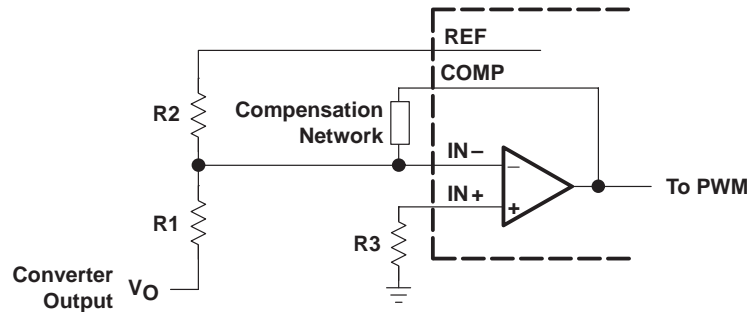 REF
COMP
R2
Compensation
Network
IN−
−
IN+
+
To PWM
R1
R3
Converter
Output
VO